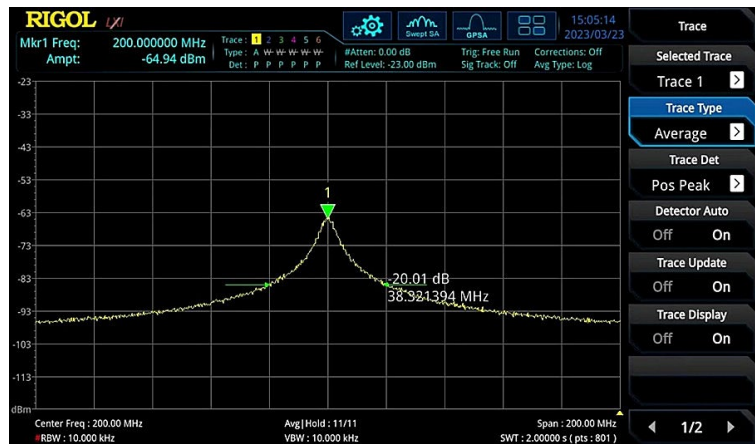 RIGOL LXI
Mkr1 Freq: 200.000000 MHz
Ampt: -64.94 dBm
Trace : 1 2 3 4 5 6
Type : A W W W W W
Det : P P P P P P
Swept SA
GPSA
15:05:14
2023/03/23
#Atten: 0.00 dB Trig: Free Run Corrections: Off
Ref Level: -23.00 dBm Sig Track: Off Avg Type: Log
-23
-33
-43
-53
-63
-73
-83
-93
-103
-113
dBm
1
-20.01 dB
38.321394 MHz
Center Freq : 200.00 MHz Avg|Hold : 11/11 Span : 200.00 MHz
#RBW : 10.000 kHz VBW : 10.000 kHz SWT : 2.00000 s ( pts : 801 )
Trace
Selected Trace
Trace 1
Trace Type
Average
Trace Det
Pos Peak
Detector Auto
Off On
Trace Update
Off On
Trace Display
Off On
1/2